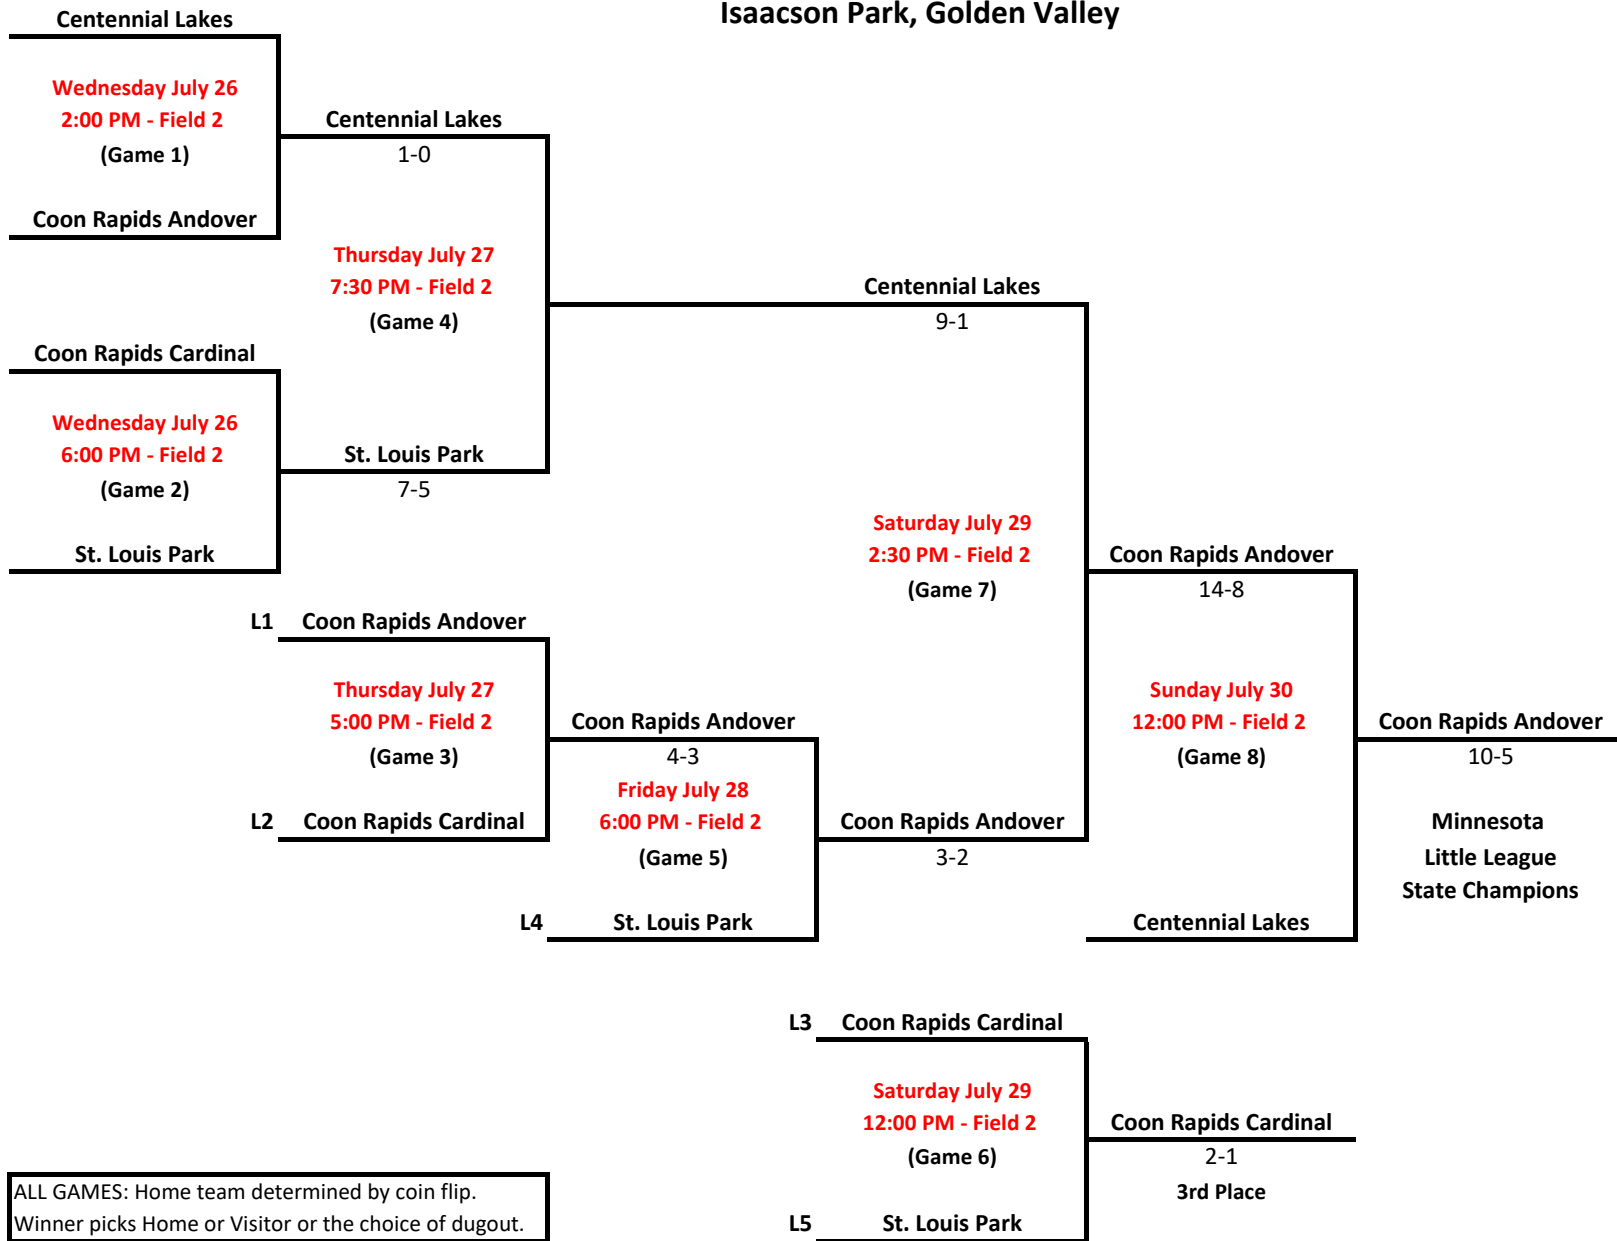 Isaacson Park, Golden Valley
Centennial Lakes
Wednesday July 26
2:00 PM - Field 2
(Game 1)
Coon Rapids Andover
Centennial Lakes
1-0
Thursday July 27
7:30 PM - Field 2
(Game 4)
Coon Rapids Cardinal
Wednesday July 26
6:00 PM - Field 2
(Game 2)
St. Louis Park
St. Louis Park
7-5
Centennial Lakes
9-1
Saturday July 29
2:30 PM - Field 2
(Game 7)
L1 Coon Rapids Andover
Thursday July 27
5:00 PM - Field 2
(Game 3)
L2 Coon Rapids Cardinal
Coon Rapids Andover
4-3
Friday July 28
6:00 PM - Field 2
(Game 5)
L4 St. Louis Park
Coon Rapids Andover
3-2
Coon Rapids Andover
14-8
Sunday July 30
12:00 PM - Field 2
(Game 8)
Centennial Lakes
Coon Rapids Andover
10-5
Minnesota
Little League
State Champions
L3 Coon Rapids Cardinal
Saturday July 29
12:00 PM - Field 2
(Game 6)
L5 St. Louis Park
Coon Rapids Cardinal
2-1
3rd Place
ALL GAMES: Home team determined by coin flip.
Winner picks Home or Visitor or the choice of dugout.